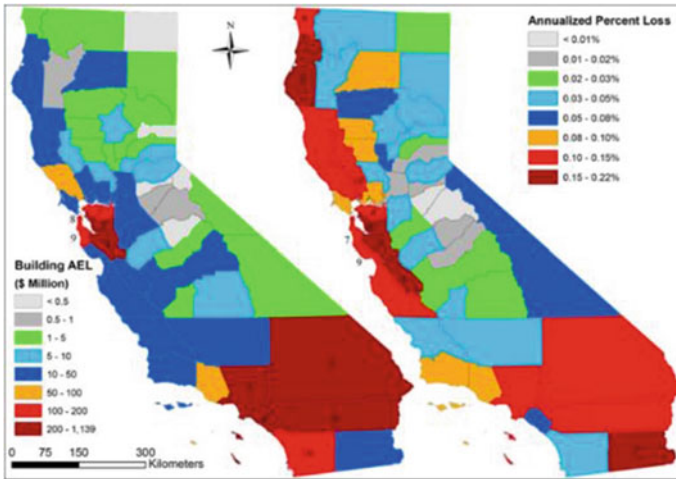 N
Annualized Percent Loss
< 0.01%
0.01 - 0.02%
0.02 - 0.03%
0.03 - 0.05%
0.05 - 0.08%
0.08 - 0.10%
0.10 - 0.15%
0.15 - 0.22%
8
9
7
9
Building AEL
($ Million)
< 0.5
0.5 - 1
1 - 5
5 - 10
10 - 50
50 - 100
100 - 200
200 - 1,139
0 75 150 300
Kilometers